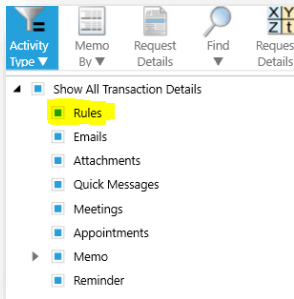 Activity Type ▼
Memo By ▼
Request Details
Find ▼
Reques Details
Show All Transaction Details
Rules
Emails
Attachments
Quick Messages
Meetings
Appointments
Memo
Reminder